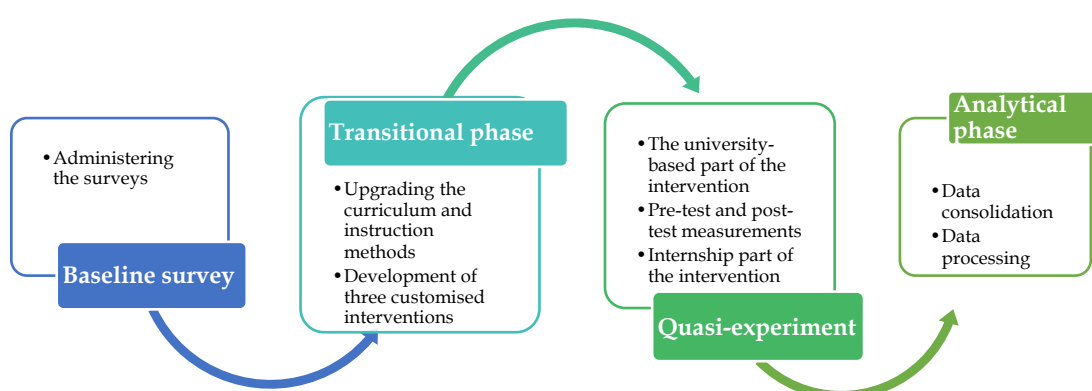 •Administering
the surveys
Baseline survey
Transitional phase
•Upgrading the
curriculum and
instruction
methods
•Development of
three customised
interventions
•The university-
based part of the
intervention
•Pre-test and post-
test measurements
•Internship part of
the intervention
Quasi-experiment
Analytical
phase
•Data
consolidation
•Data
processing